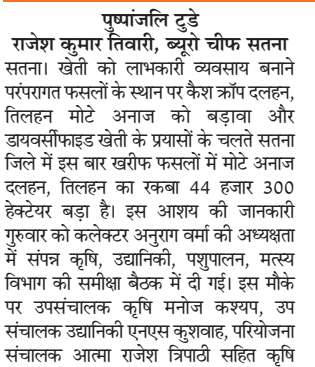 पुष्पांजलि टुडे
राजेश कुमार तिवारी, ब्यूरो चीफ सतना
सतना। खेती को लाभकारी व्यवसाय बनाने
परंपरागत फसलों के स्थान पर कैश क्रॉप दलहन,
तिलहन मोटे अनाज को बड़ावा और
डायवर्सीफाइड खेती के प्रयासों के चलते सतना
जिले में इस बार खरीफ फसलों में मोटे अनाज
दलहन, तिलहन का रकबा 44 हजार 300
हेक्टेयर बड़ा है। इस आशय की जानकारी
गुरुवार को कलेक्टर अनुराग वर्मा की अध्यक्षता
में संपन्न कृषि, उद्यानिकी, पशुपालन, मत्स्य
विभाग की समीक्षा बैठक में दी गई। इस मौके
पर उपसंचालक कृषि मनोज कश्यप, उप
संचालक उद्यानिकी एनएस कुशवाह, परियोजना
संचालक आत्मा राजेश त्रिपाठी सहित कृषि